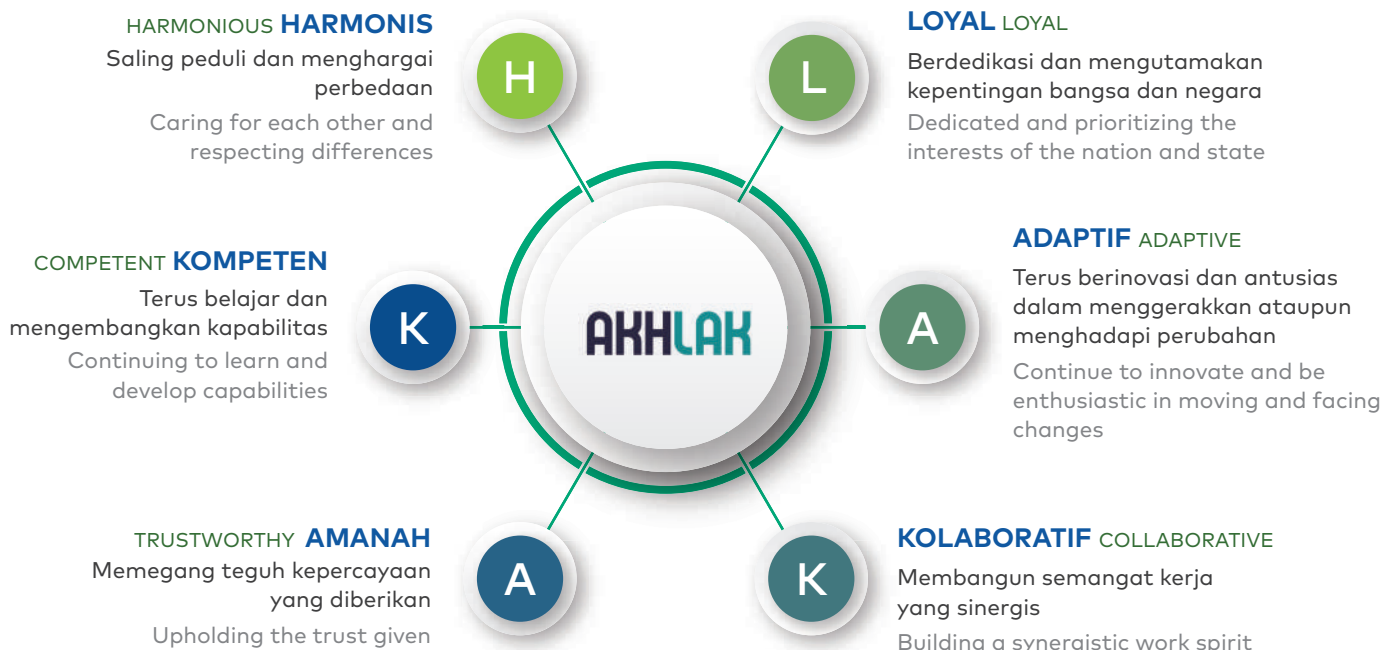 HARMONIOUS HARMONIS
Saling peduli dan menghargai
perbedaan
Caring for each other and
respecting differences
H
L
LOYAL LOYAL
Berdedikasi dan mengutamakan
kepentingan bangsa dan negara
Dedicated and prioritizing the
interests of the nation and state
COMPETENT KOMPETEN
Terus belajar dan
mengembangkan kapabilitas
Continuing to learn and
develop capabilities
K
AKHLAK
A
ADAPTIF ADAPTIVE
Terus berinovasi dan antusias
dalam menggerakkan ataupun
menghadapi perubahan
Continue to innovate and be
enthusiastic in moving and facing
changes
TRUSTWORTHY AMANAH
Memegang teguh kepercayaan
yang diberikan
Upholding the trust given
A
K
KOLABORATIF COLLABORATIVE
Membangun semangat kerja
yang sinergis
Building a synergistic work spirit